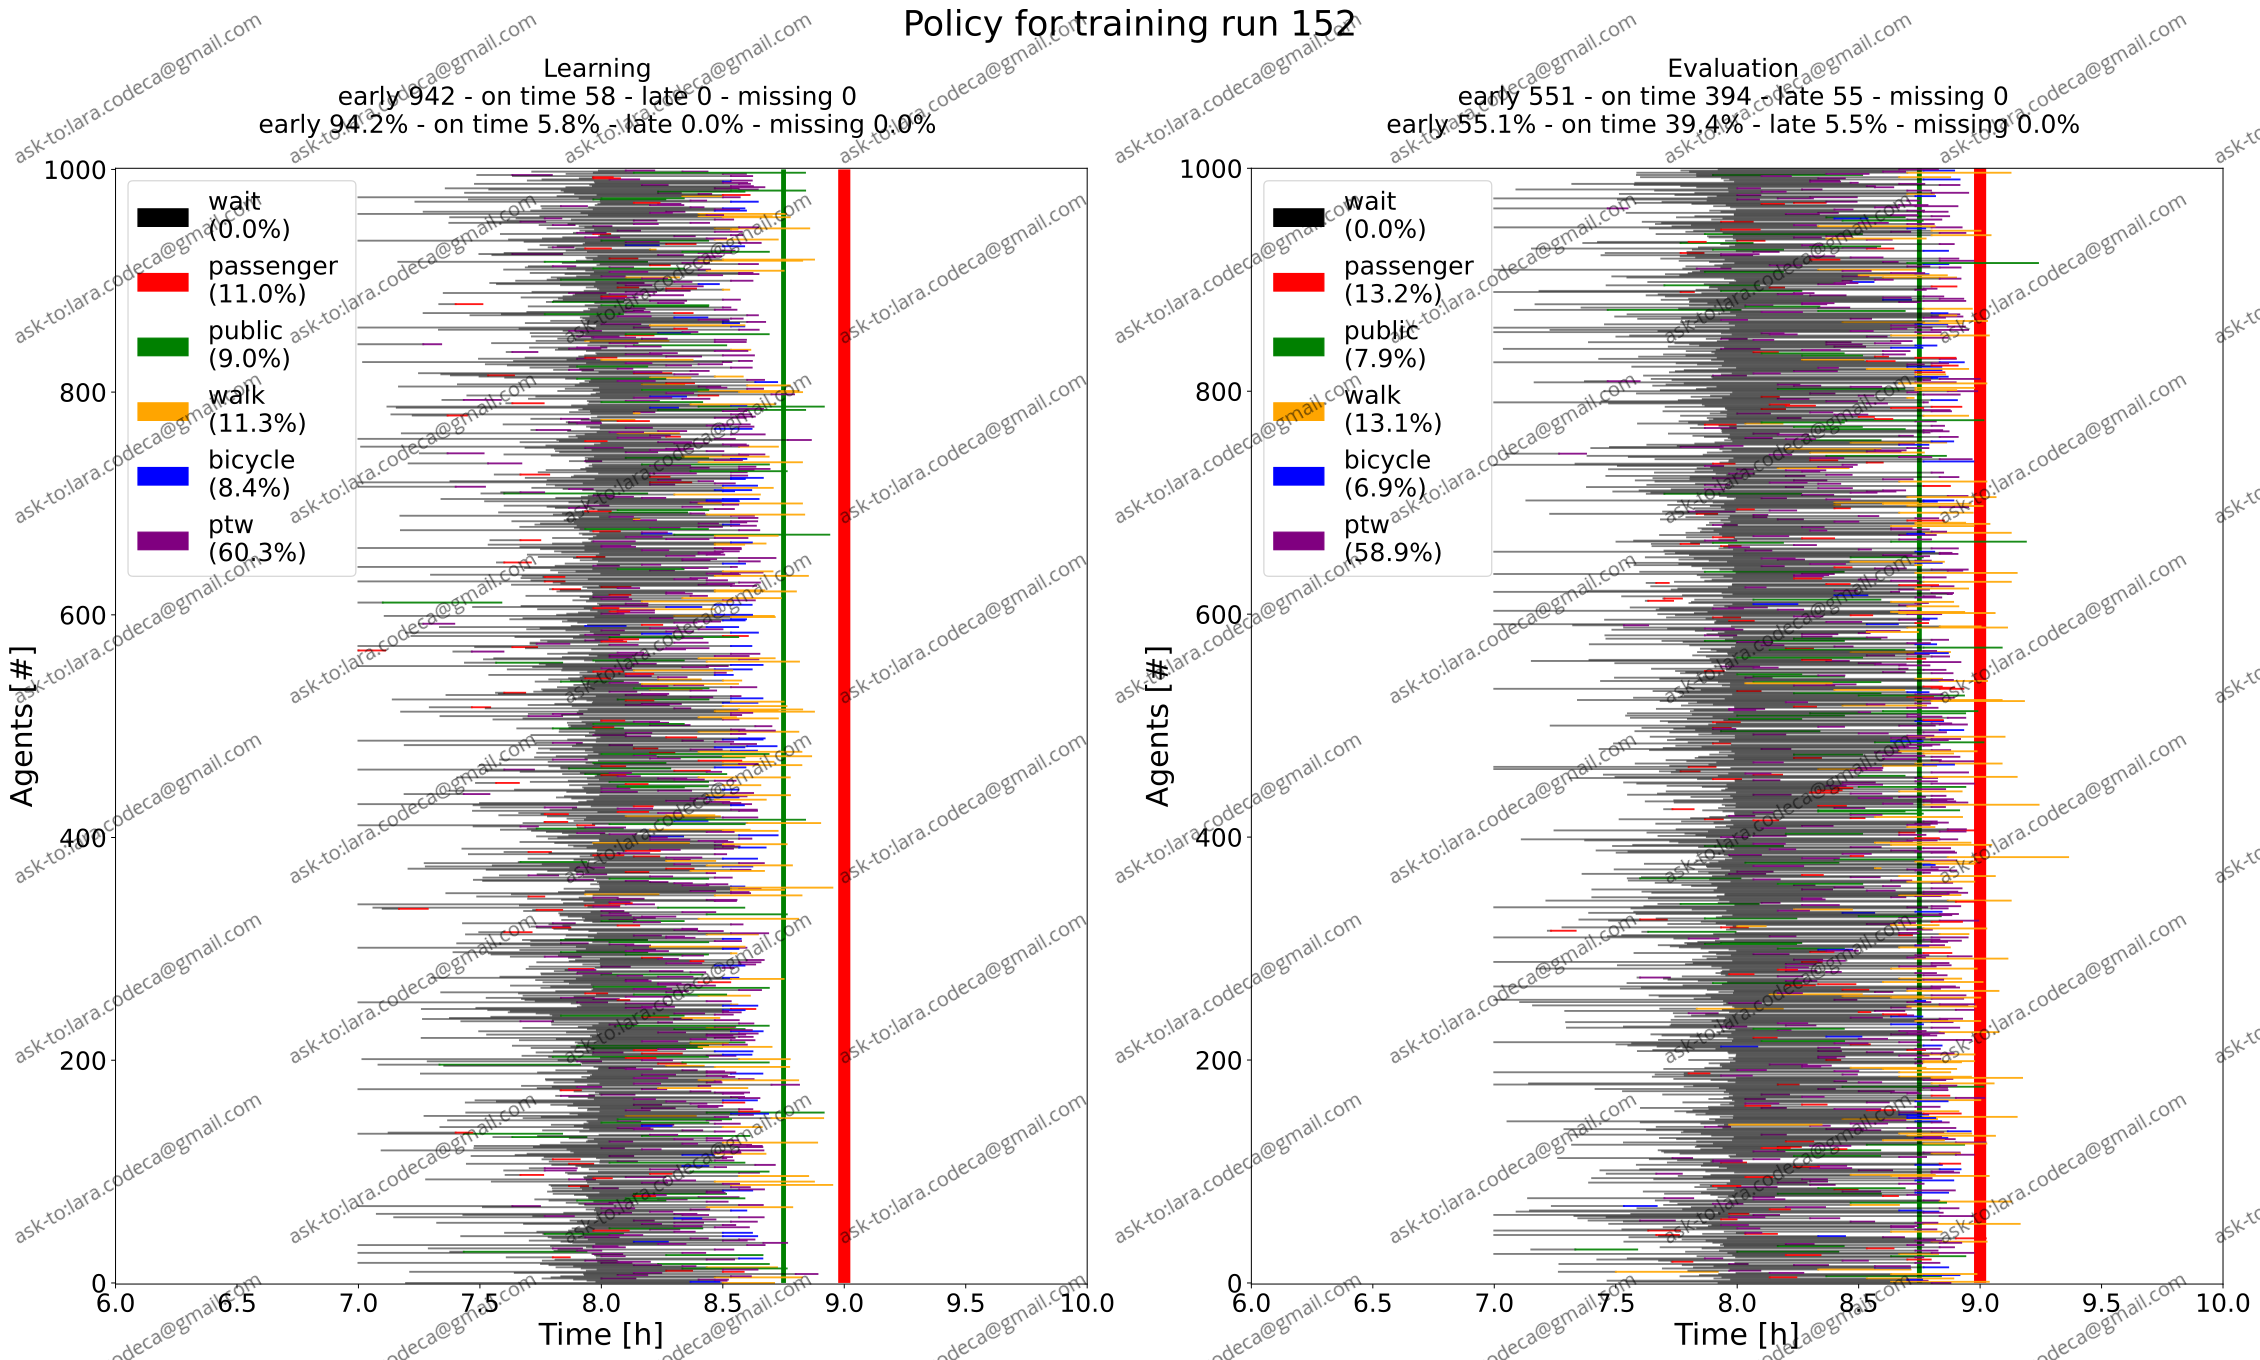 Policy for training run 152
Learning
early 942 - on time 58 - late 0 - missing 0
early 94.2% - on time 5.8% - late 0.0% - missing 0.0%
1000
800
600
400
200
0
Agents [#]
wait
(0.0%)
passenger
(11.0%)
public
(9.0%)
walk
(11.3%)
bicycle
(8.4%)
ptw
(60.3%)
6.0 6.5 7.0 7.5 8.0 8.5 9.0 9.5 10.0
Time [h]
Evaluation
early 551 - on time 394 - late 55 - missing 0
early 55.1% - on time 39.4% - late 5.5% - missing 0.0%
1000
800
600
400
200
0
Agents [#]
wait
(0.0%)
passenger
(13.2%)
public
(7.9%)
walk
(13.1%)
bicycle
(6.9%)
ptw
(58.9%)
6.0 6.5 7.0 7.5 8.0 8.5 9.0 9.5 10.0
Time [h]
ask-to:lara.codeca@gmail.com